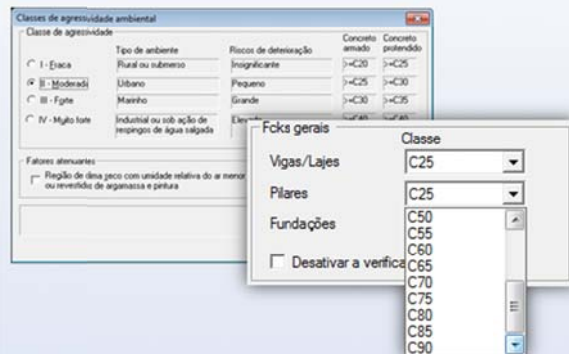 Classes de agressividade ambiental
Classe de agressividade
Tipo de ambiente Riscos de deterioração Concreto armado Concreto protendido
I - Fraca Rural ou submerso Insignificante >=C20 >=C25
II - Moderada Urbano Pequeno >=C25 >=C30
III - Forte Marinho Grande >=C30 >=C35
IV - Muito forte Industrial ou sob ação de respingos de água salgada Elevado >=C40 >=C40
Fatores atenuantes
Região de clima seco com umidade relativa do ar menor
ou revestido de argamassa e pintura
Fcks gerais
Classe
Vigas/Lajes C25
Pilares C25
Fundações
C50
C55
C60
C65
Desativar a verifica
C70
C75
C80
C85
C90